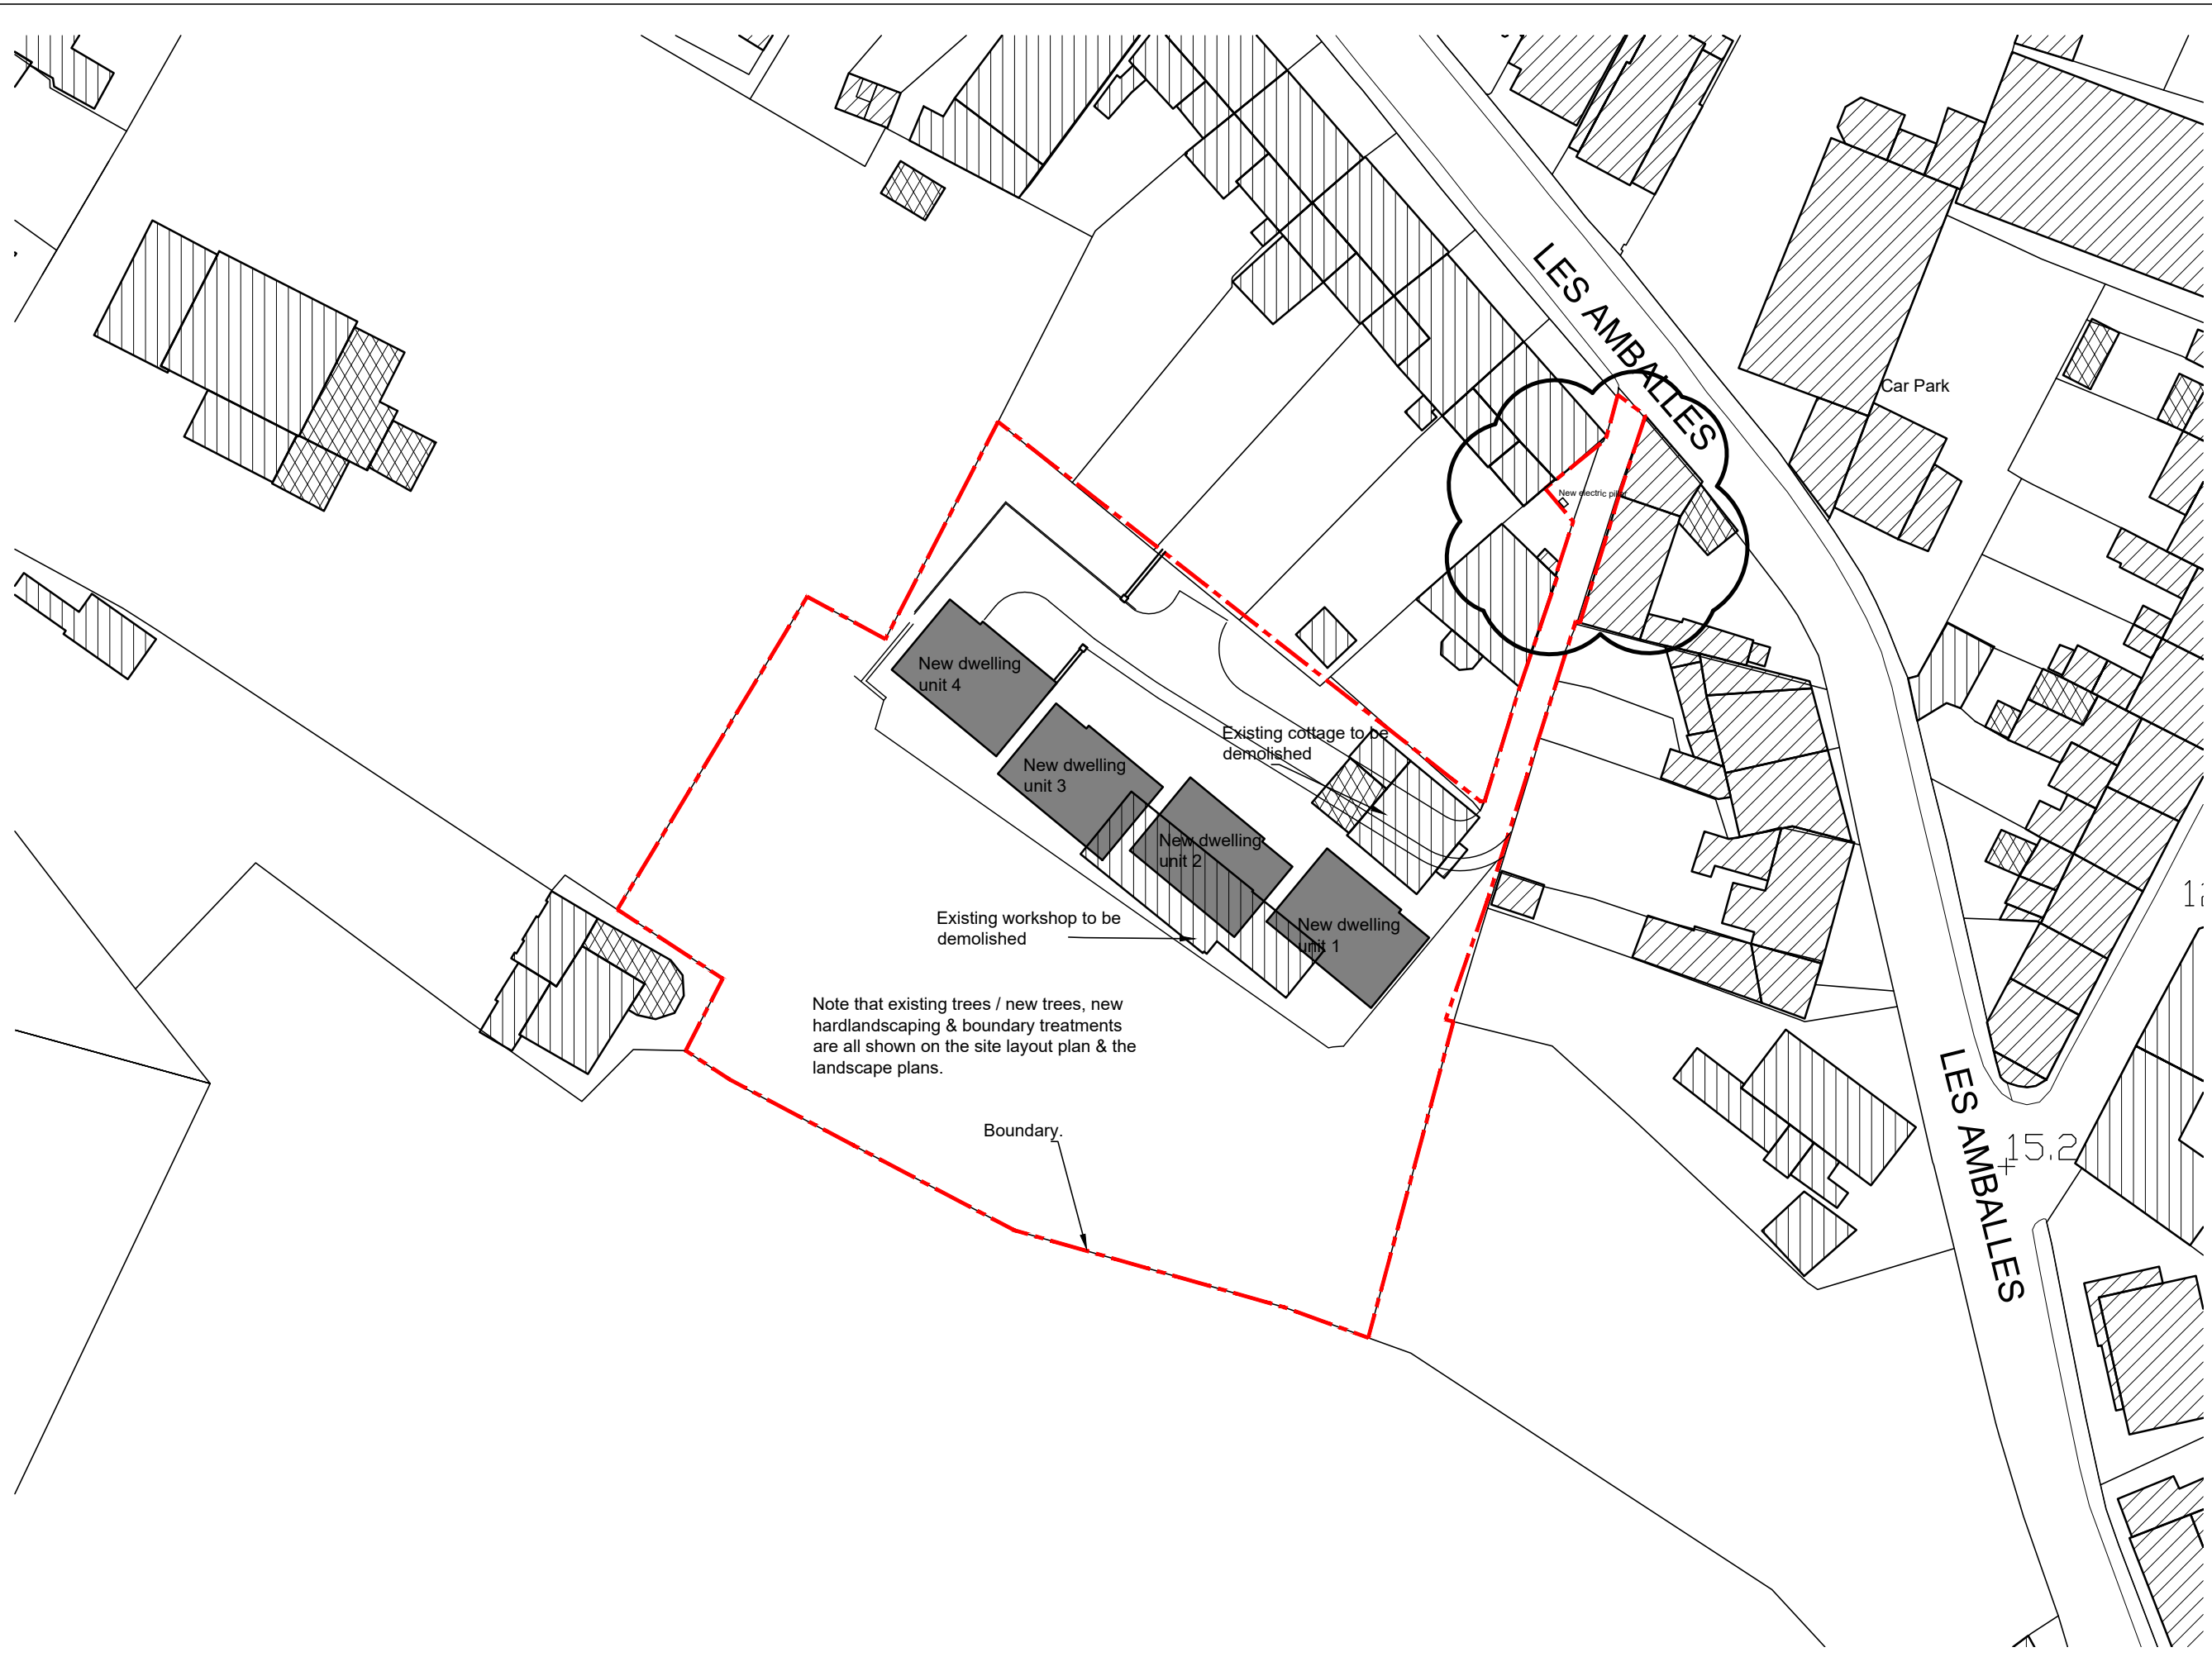 LES AMBALLES
Car Park
New electric pillar
New dwelling
unit 4
Existing cottage to be
demolished
New dwelling
unit 3
New dwelling
unit 2
Existing workshop to be
demolished
New dwelling
unit 1
Note that existing trees / new trees, new
hardlandscaping & boundary treatments
are all shown on the site layout plan & the
landscape plans.
Boundary.
LES AMBALLES
15.2